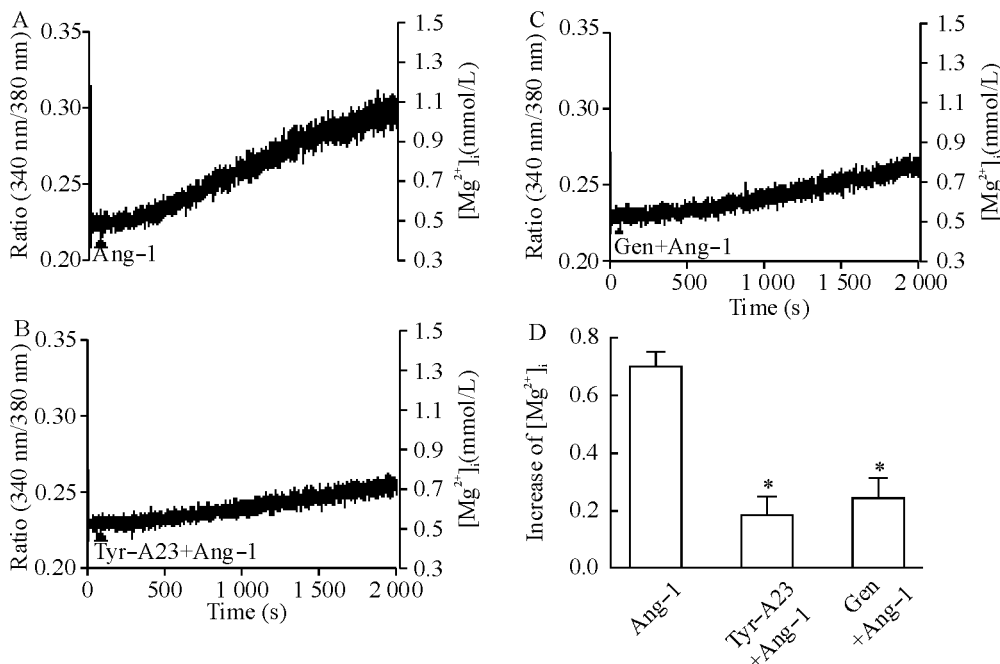 A
Ratio (340 nm/380 nm)
0.35
0.30
0.25
0.20
Ang-1
1.5
1.3
1.1
0.9
0.7
0.5
0.3
[Mg²⁺]ᵢ(mmol/L)
B
Ratio (340 nm/380 nm)
0.35
0.30
0.25
0.20
Tyr-A23+Ang-1
0
500
1 000
1 500
2 000
Time (s)
1.5
1.3
1.1
0.9
0.7
0.5
0.3
[Mg²⁺]ᵢ(mmol/L)
C
Ratio (340 nm/380 nm)
0.35
0.30
0.25
0.20
Gen+Ang-1
0
500
1 000
1 500
2 000
Time (s)
1.5
1.3
1.1
0.9
0.7
0.5
0.3
[Mg²⁺]ᵢ(mmol/L)
D
Increase of [Mg²⁺]ᵢ
0.8
0.6
0.4
0.2
0.0
*
*
Ang-1
Tyr-A23
+Ang-1
Gen
+Ang-1